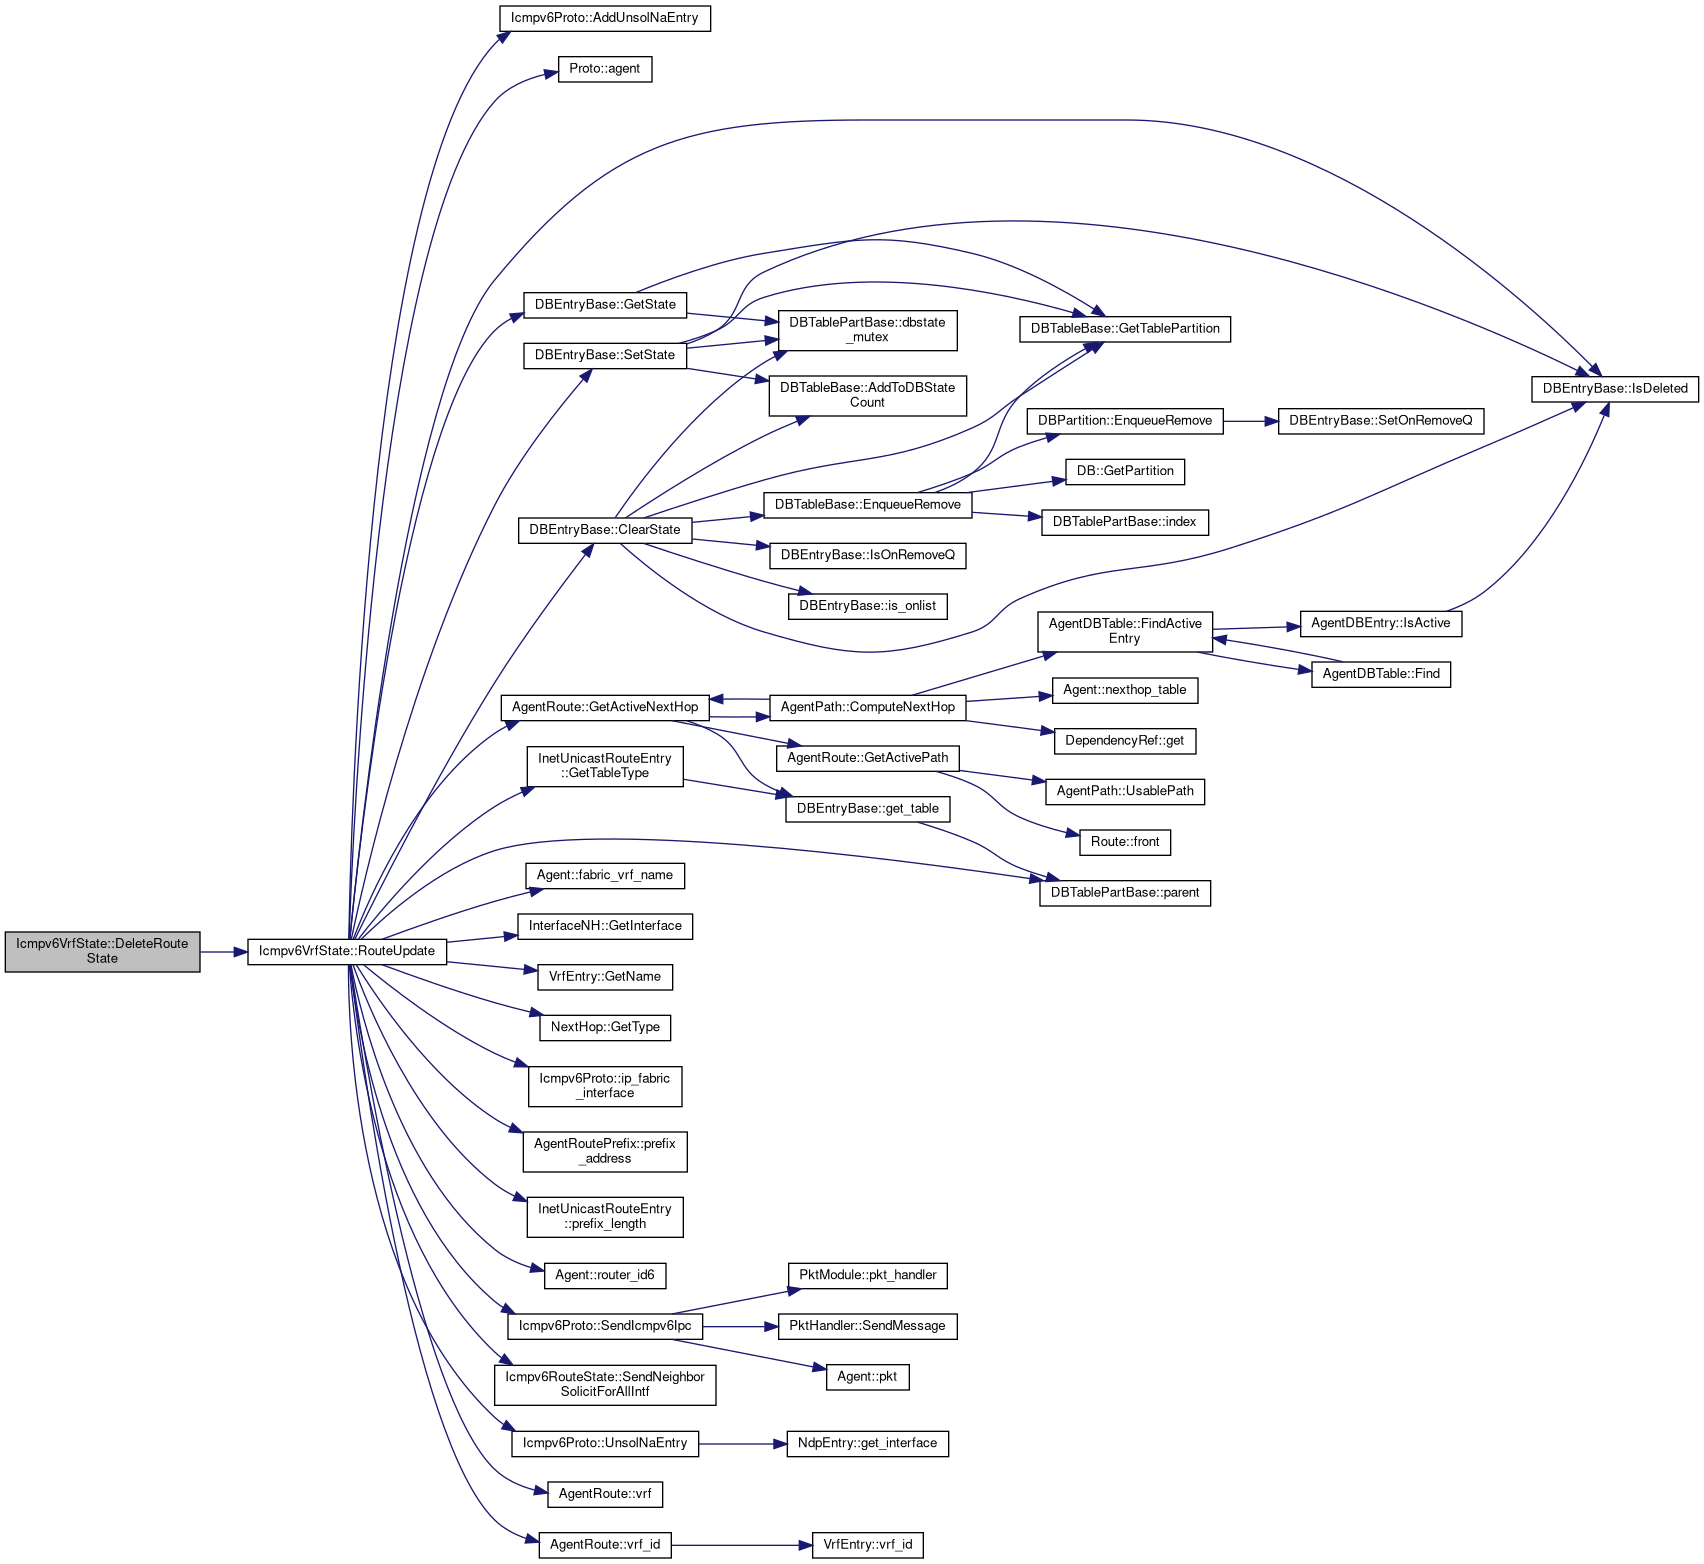 Icmpv6Proto::AddUnsolNaEntry
Proto::agent
DBEntryBase::GetState
DBTablePartBase::dbstate
_mutex
DBTableBase::GetTablePartition
DBEntryBase::SetState
DBEntryBase::IsDeleted
DBTableBase::AddToDBState
Count
DBPartition::EnqueueRemove
DBEntryBase::SetOnRemoveQ
DB::GetPartition
DBTableBase::EnqueueRemove
DBTablePartBase::index
DBEntryBase::ClearState
DBEntryBase::IsOnRemoveQ
DBEntryBase::is_onlist
AgentDBTable::FindActive
Entry
AgentDBEntry::IsActive
AgentDBTable::Find
Agent::nexthop_table
AgentRoute::GetActiveNextHop
AgentPath::ComputeNextHop
DependencyRef::get
AgentRoute::GetActivePath
InetUnicastRouteEntry
::GetTableType
AgentPath::UsablePath
DBEntryBase::get_table
Route::front
Agent::fabric_vrf_name
DBTablePartBase::parent
InterfaceNH::GetInterface
Icmpv6VrfState::DeleteRoute
State
Icmpv6VrfState::RouteUpdate
VrfEntry::GetName
NextHop::GetType
Icmpv6Proto::ip_fabric
_interface
AgentRoutePrefix::prefix
_address
InetUnicastRouteEntry
::prefix_length
Agent::router_id6
PktModule::pkt_handler
Icmpv6Proto::SendIcmpv6Ipc
PktHandler::SendMessage
Agent::pkt
Icmpv6RouteState::SendNeighbor
SolicitForAllIntf
Icmpv6Proto::UnsolNaEntry
NdpEntry::get_interface
AgentRoute::vrf
AgentRoute::vrf_id
VrfEntry::vrf_id